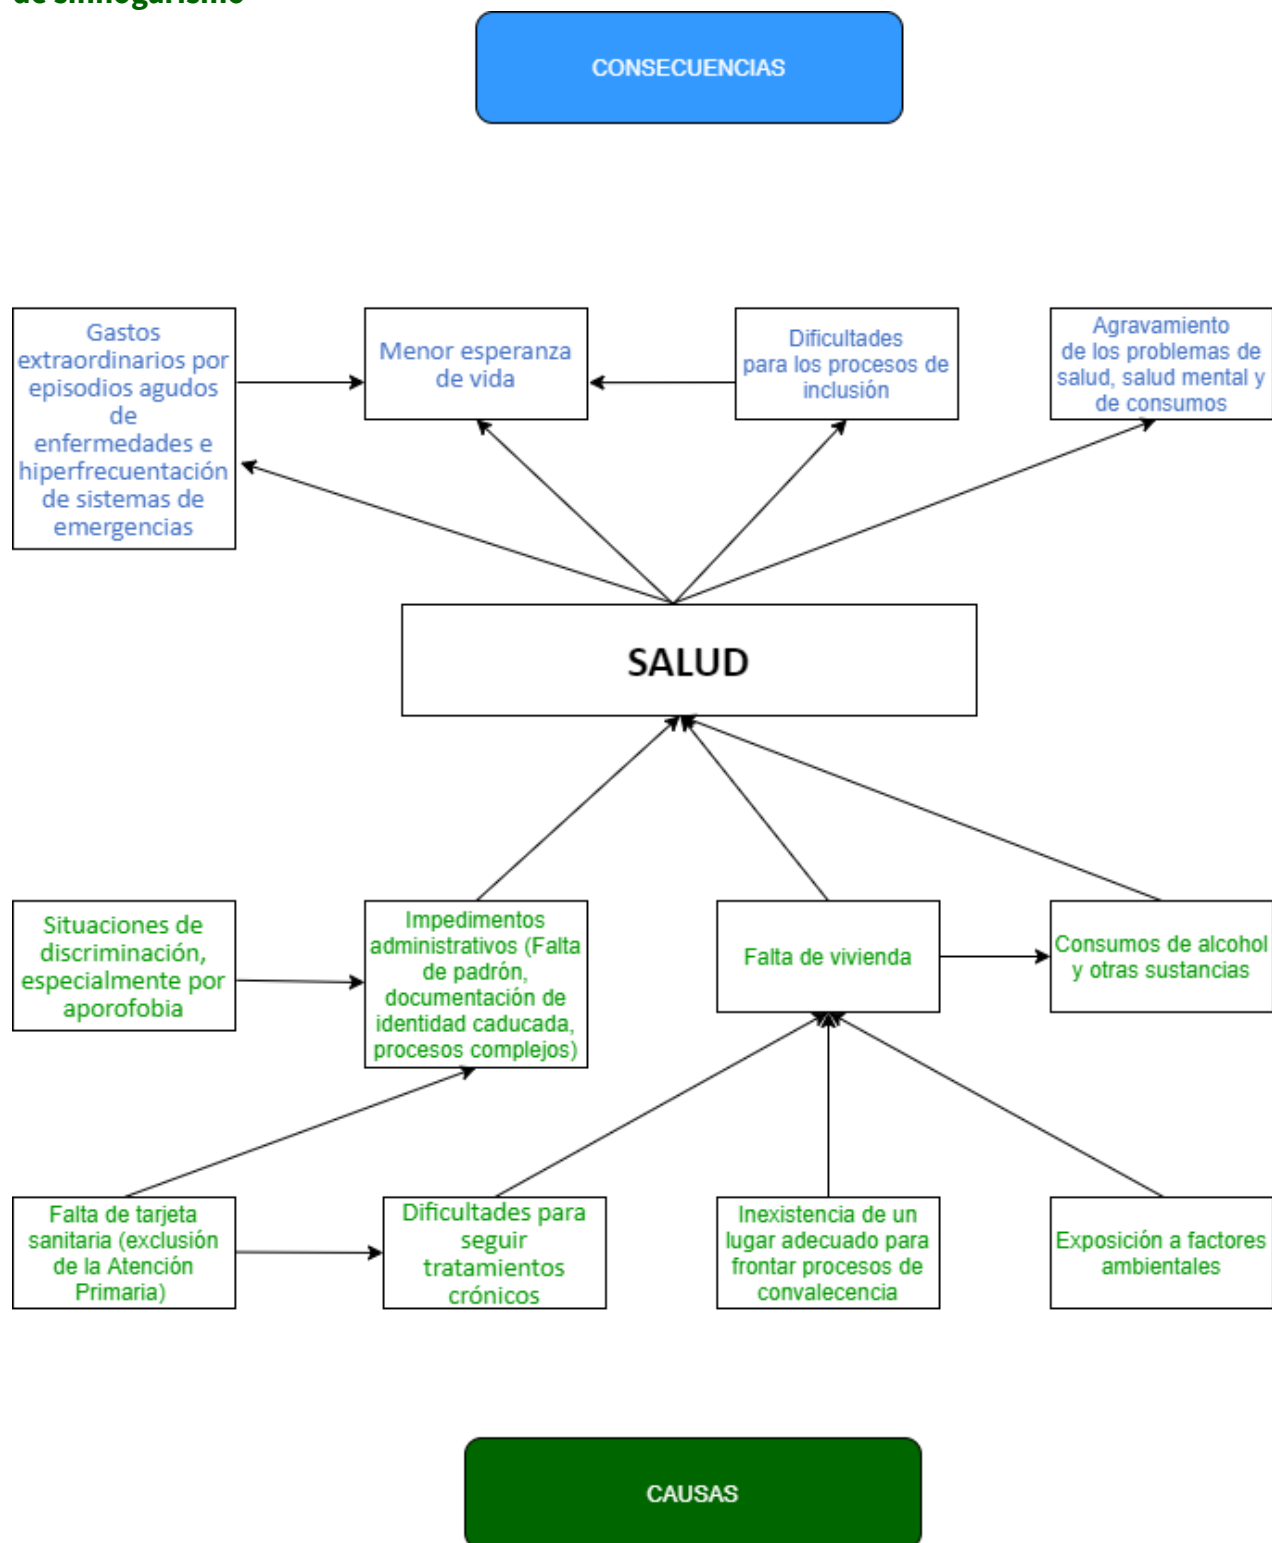 de sinhogarismo
CONSECUENCIAS
Gastos
extraordinarios por
episodios agudos
de
enfermedades e
hiperfrecuentación
de sistemas de
emergencias
Menor esperanza
de vida
Dificultades
para los procesos de
inclusión
Agravamiento
de los problemas de
salud, salud mental y
de consumos
SALUD
Situaciones de
discriminación,
especialmente por
aporofobia
Impedimentos
administrativos (Falta
de padrón,
documentación de
identidad caducada,
procesos complejos)
Falta de vivienda
Consumos de alcohol
y otras sustancias
Falta de tarjeta
sanitaria (exclusión
de la Atención
Primaria)
Dificultades para
seguir
tratamientos
crónicos
Inexistencia de un
lugar adecuado para
frontar procesos de
convalecencia
Exposición a factores
ambientales
CAUSAS